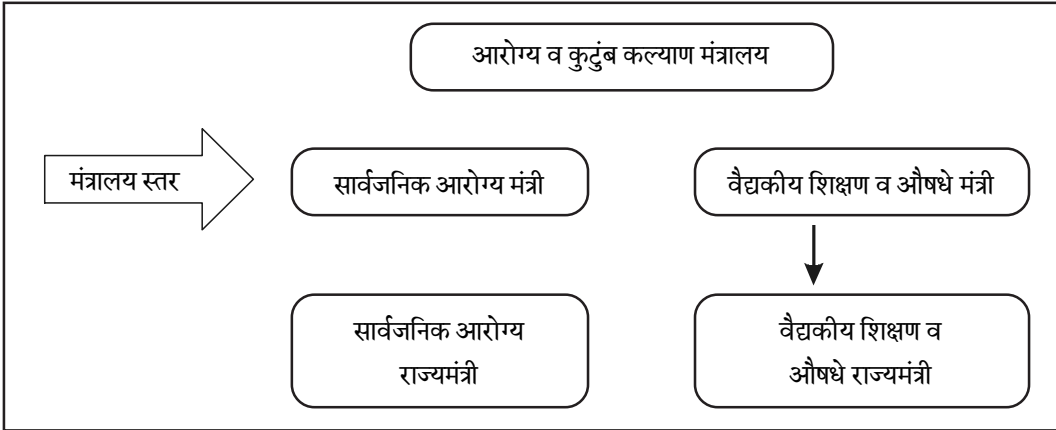 आरोग्य व कुटुंब कल्याण मंत्रालय
मंत्रालय स्तर
सार्वजनिक आरोग्य मंत्री
वैद्यकीय शिक्षण व औषधे मंत्री
सार्वजनिक आरोग्य
राज्यमंत्री
वैद्यकीय शिक्षण व
औषधे राज्यमंत्री